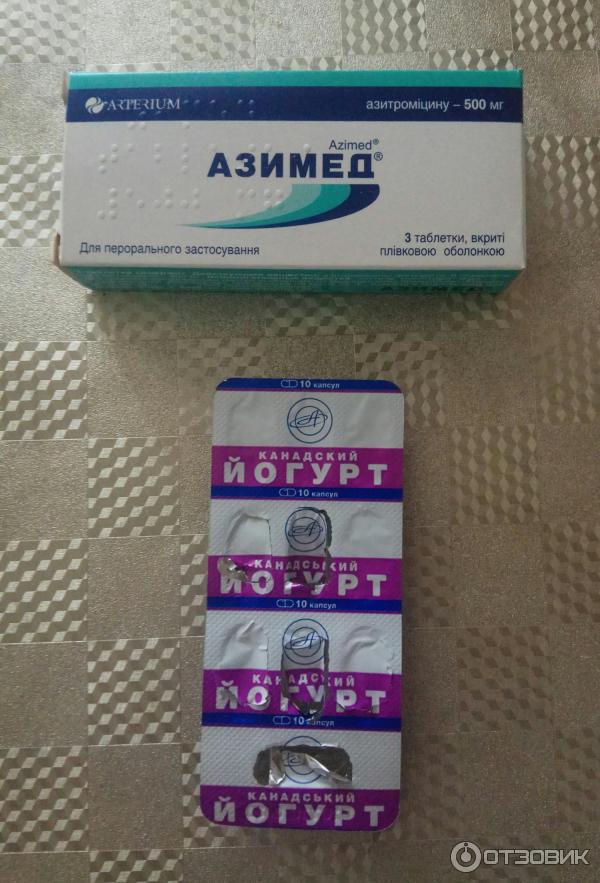 ARTERIUM
азитроміцину – 500 мг
Azimed®
АЗИМЕД®
Для перорального застосування
3 таблетки, вкриті
плівковою оболонкою
АЗИМЕД
10 капсул
КАНАДСКИЙ
ЙОГУРТ
10 капсул
КАНАДСЬКИЙ
ЙОГУРТ
10 капсул
КАНАДСКИЙ
ЙОГУРТ
10 капсул
КАНАДСЬКИЙ
ЙОГУРТ
ОТЗОВИК